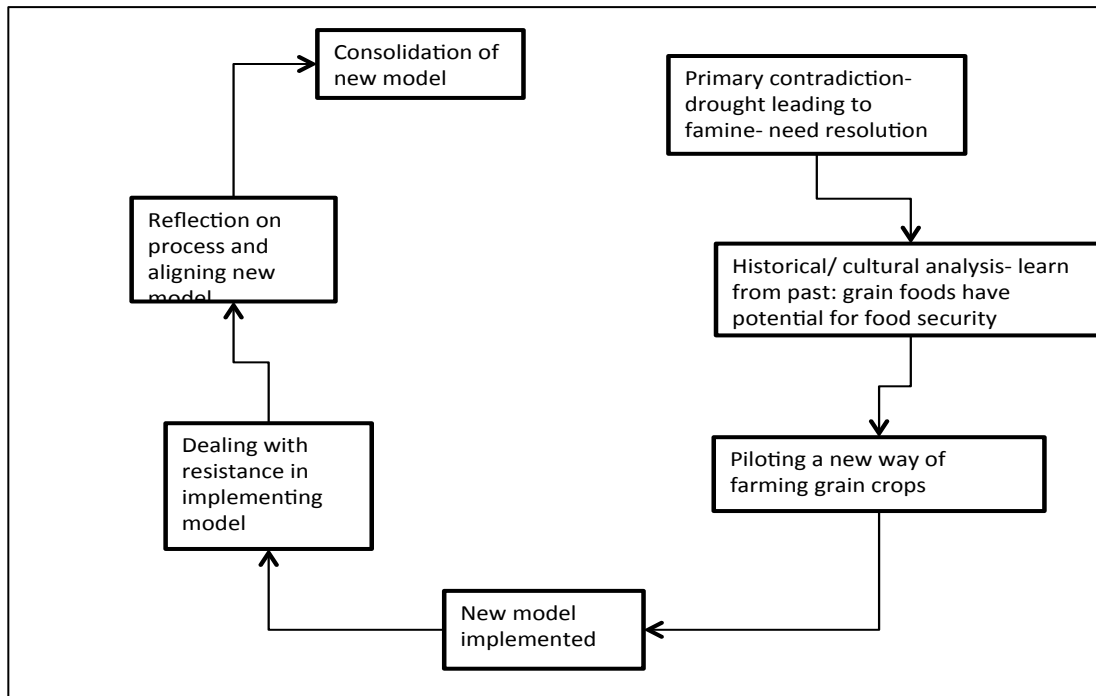 Primary contradiction-
drought leading to
famine- need resolution
Historical/ cultural analysis- learn
from past: grain foods have
potential for food security
Piloting a new way of
farming grain crops
New model
implemented
Dealing with
resistance in
implementing
model
Reflection on
process and
aligning new
model
Consolidation of
new model